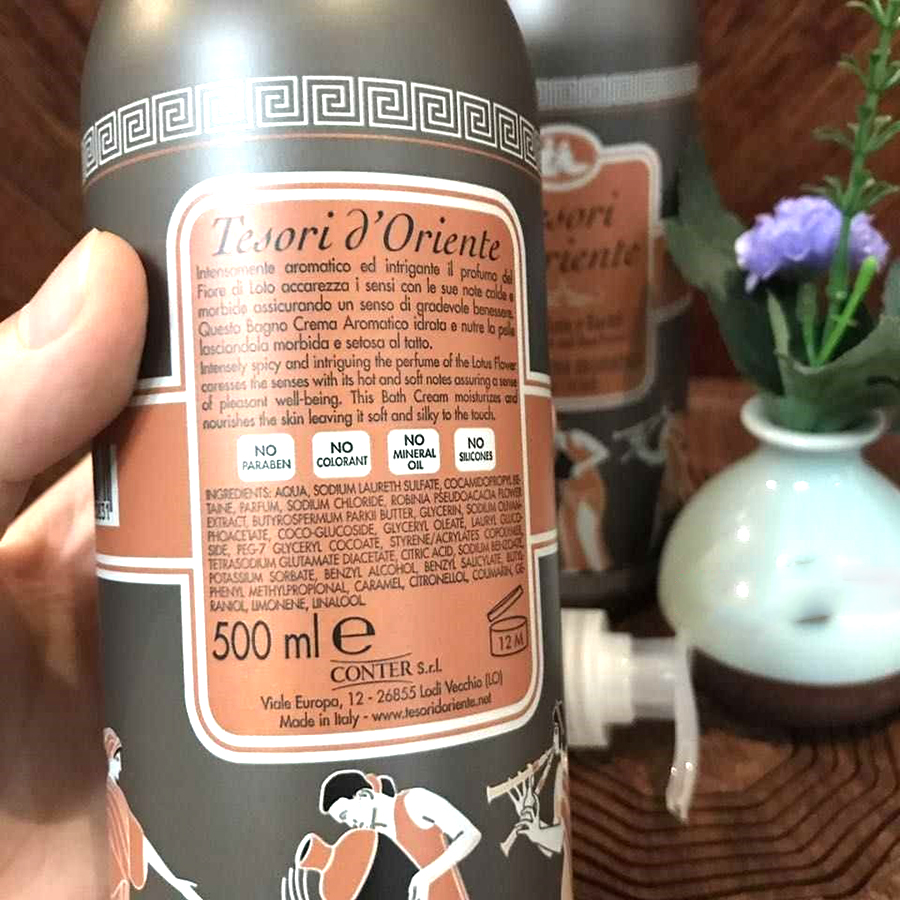 Tesori d'Oriente
Intensamente aromatico ed intrigante il profumo del
Fiore di Loto accarezza i sensi con le sue note calde e
morbide assicurando un senso di gradevole benessere.
Questo Bagno Crema Aromatico idrata e nutre la pelle
lasciandola morbida e setosa al tatto.
Intensely spicy and intriguing the perfume of the Lotus Flower
caresses the senses with its hot and soft notes assuring a sense
of pleasant well-being. This Bath Cream moisturizes and
nourishes the skin leaving it soft and silky to the touch.
NO PARABEN
NO COLORANT
NO MINERAL OIL
NO SILICONES
INGREDIENTS: AQUA, SODIUM LAURETH SULFATE, COCAMIDOPROPYL BE-
TAINE, PARFUM, SODIUM CHLORIDE, ROBINIA PSEUDOACACIA FLOWER
EXTRACT, BUTYROSPERMUM PARKII BUTTER, GLYCERIN, SODIUM
PHOACETATE, COCO-GLUCOSIDE, GLYCERYL OLEATE, LAURYL GLUCO-
SIDE, PEG-7 GLYCERYL COCOATE, STYRENE/ACRYLATES COPOLYMER,
TETRASODIUM GLUTAMATE DIACETATE, CITRIC ACID, SODIUM BENZOATE,
POTASSIUM SORBATE, BENZYL ALCOHOL, BENZYL SALICYLATE, BUTYL
PHENYL METHYLPROPIONAL, CARAMEL, CITRONELLOL, COUMARIN, GE-
RANIOL, LIMONENE, LINALOOL.
500 ml e
12 M
CONTER s.r.l.
Viale Europa, 12 - 26855 Lodi Vecchio (LO)
Made in Italy - www.tesoridoriente.net